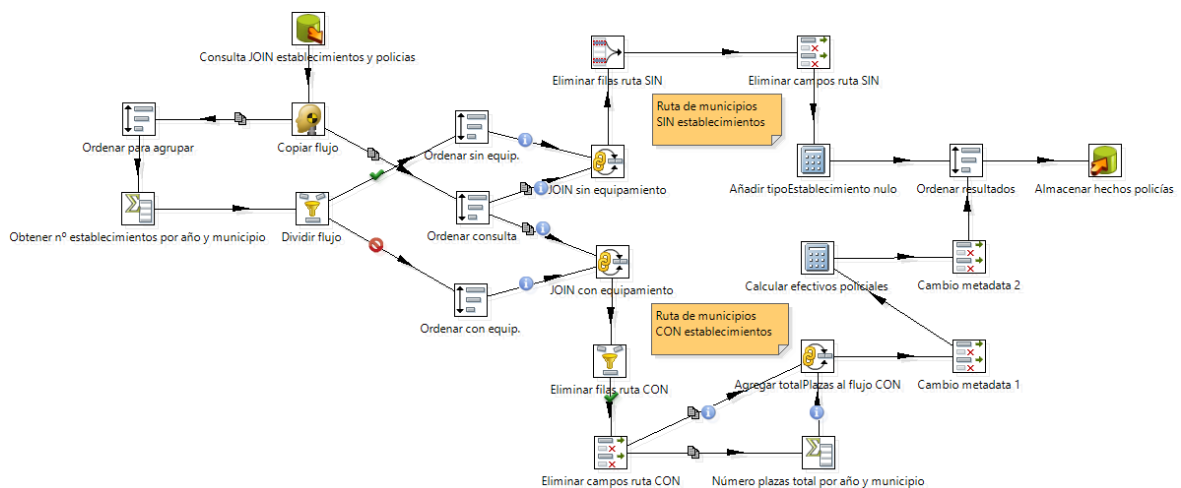 Consulta JOIN establecimientos y policias
Eliminar filas ruta SIN
Eliminar campos ruta SIN
Ruta de municipios
SIN establecimientos
Ordenar para agrupar
Copiar flujo
Ordenar sin equip.
JOIN sin equipamiento
Añadir tipoEstablecimiento nulo
Ordenar resultados
Almacenar hechos policías
Obtener nº establecimientos por año y municipio
Dividir flujo
Ordenar consulta
JOIN con equipamiento
Calcular efectivos policiales
Cambio metadata 2
Ordenar con equip.
Ruta de municipios
CON establecimientos
Eliminar filas ruta CON
Agregar totalPlazas al flujo CON
Cambio metadata 1
Eliminar campos ruta CON
Número plazas total por año y municipio